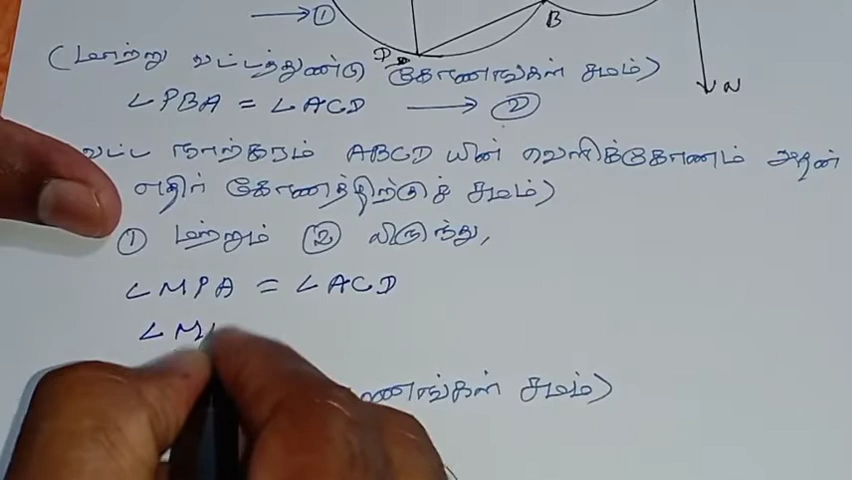 → ①
B
D
(மாற்று வட்டத்துண்டு கோணங்கள் சமம்)
N
∠PBA = ∠ACD → ②
வட்ட நாற்கரம் ABCD யின் வெளிக்கோணம் அதன்
எதிர் கோணத்திற்குச் சமம்)
① மற்றும் ② லிருந்து,
∠MPA = ∠ACD
∠M
கள் சமம்)